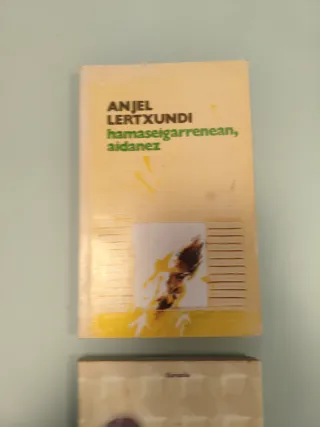 ANJEL
LERTXUNDI
hamaseigarrenean,
aidanez